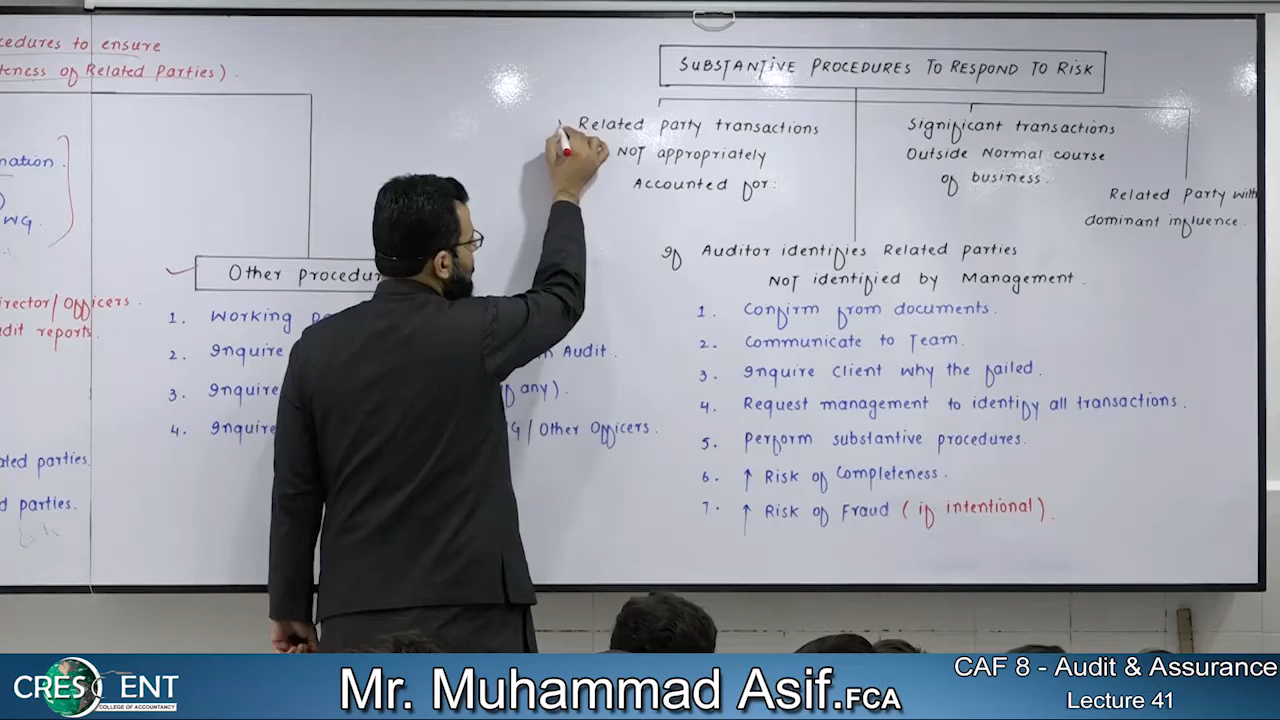 cedures to ensure
teness of Related Parties) .
mation .
)
WG .
irector/ Officers .
udit reports .
ated parties.
d parties.
Other procedur
1. Working
2. Inquire Audit .
3. Inquire if any).
4. Inquire G / Other Officers .
SUBSTANTIVE PROCEDURES TO RESPOND TO RISK
Related party transactions
NOT appropriately
Accounted for:
Significant transactions
Outside Normal course
of business .
Related Party with
dominant influence .
If Auditor identifies Related parties
NOT identified by Management .
1. Confirm from documents .
2. Communicate to Team .
3. Inquire Client why the failed .
4. Request management to identify all transactions .
5. Perform substantive procedures .
6. ↑ Risk of Completeness .
7. ↑ Risk of Fraud ( if intentional ) .
CRESCENT
COLLEGE OF ACCOUNTANCY
Mr. Muhammad Asif.FCA
CAF 8 - Audit & Assurance
Lecture 41